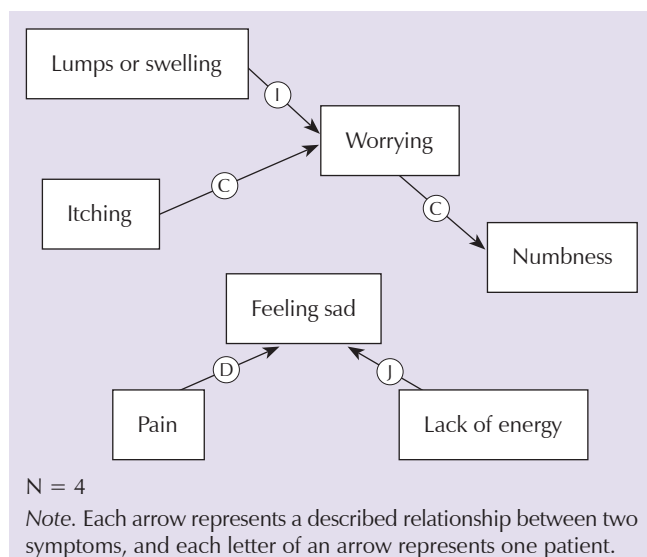 Lumps or swelling
I
Worrying
C
Itching
C
Numbness
Feeling sad
D
J
Pain
Lack of energy
N = 4
Note. Each arrow represents a described relationship between two
symptoms, and each letter of an arrow represents one patient.